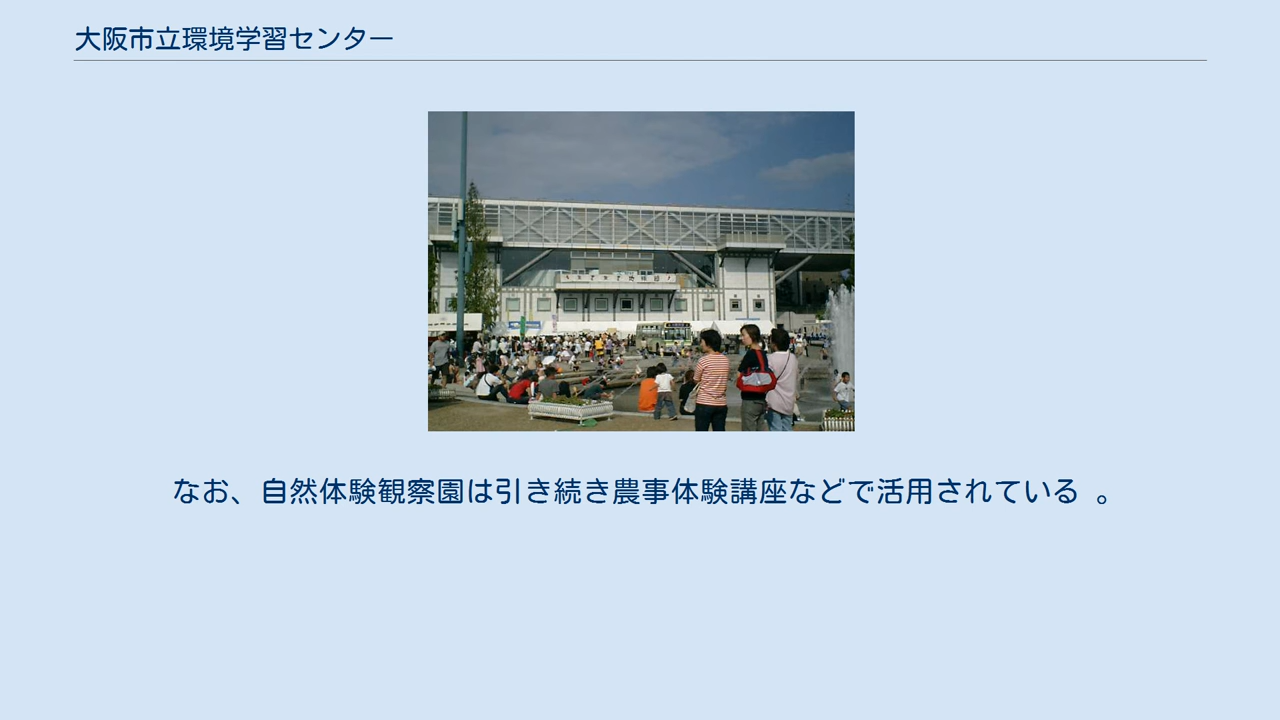 大阪市立環境学習センター
なお、自然体験観察園は引き続き農事体験講座などで活用されている 。